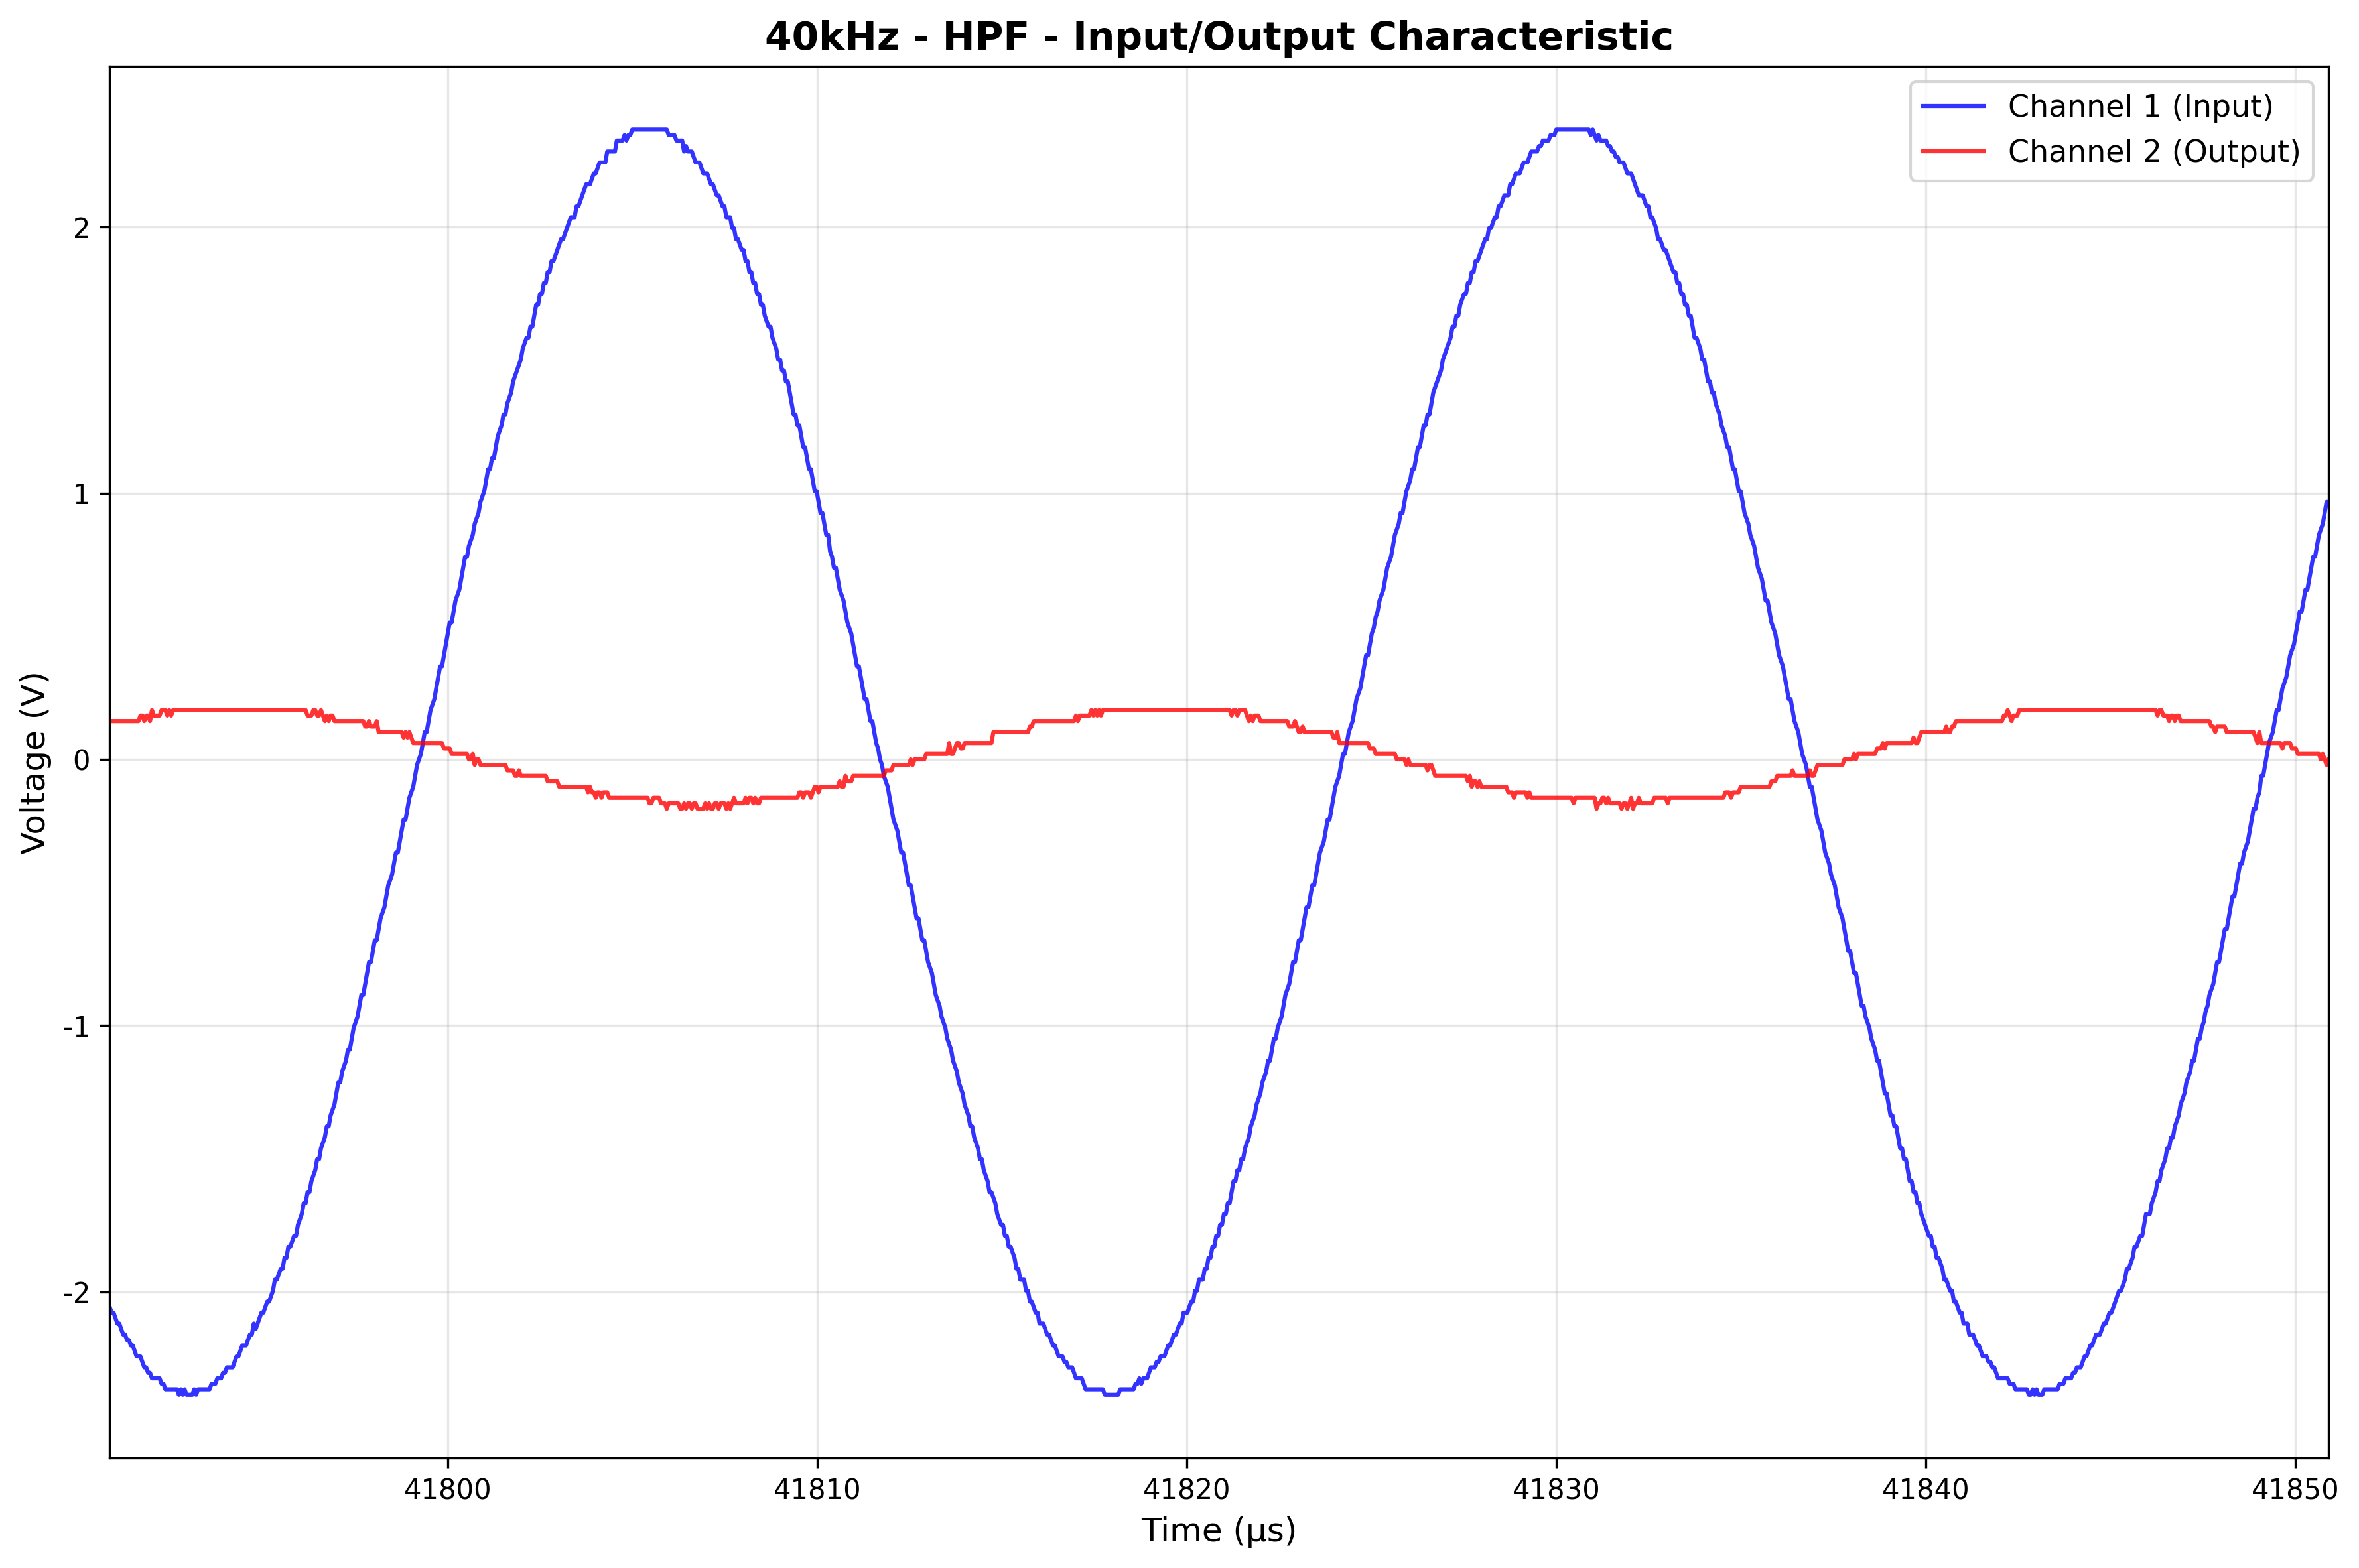 40kHz - HPF - Input/Output Characteristic
Channel 1 (Input)
Channel 2 (Output)
2
1
0
-1
-2
Voltage (V)
41800
41810
41820
41830
41840
41850
Time (µs)